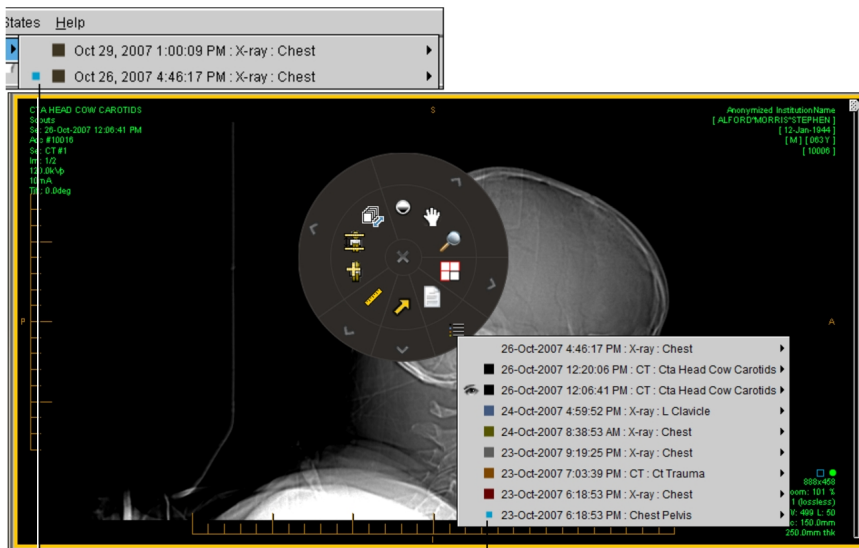 States Help
Oct 29, 2007 1:00:09 PM : X-ray : Chest
Oct 26, 2007 4:46:17 PM : X-ray : Chest
CTA HEAD COW CAROTIDS
Scouts
Se: 26-Oct-2007 12:06:41 PM
Acc #10016
Se: CT #1
Im: 1/2
120.0kVp
10mA
Tilt: 0.0deg
S
Anonymized InstitutionName
[ ALFORD^MORRIS^STEPHEN ]
[ 12-Jan-1944 ]
[ M ] [ 063Y ]
[ 10006 ]
P
A
26-Oct-2007 4:46:17 PM : X-ray : Chest
26-Oct-2007 12:20:06 PM : CT : Cta Head Cow Carotids
26-Oct-2007 12:06:41 PM : CT : Cta Head Cow Carotids
24-Oct-2007 4:59:52 PM : X-ray : L Clavicle
24-Oct-2007 8:38:53 AM : X-ray : Chest
23-Oct-2007 9:19:25 PM : X-ray : Chest
23-Oct-2007 7:03:39 PM : CT : Ct Trauma
23-Oct-2007 6:18:53 PM : X-ray : Chest
23-Oct-2007 6:18:53 PM : Chest Pelvis
888x458
oom: 101 %
1 (lossless)
V: 499 L: 50
c: 150.0mm
250.0mm thk